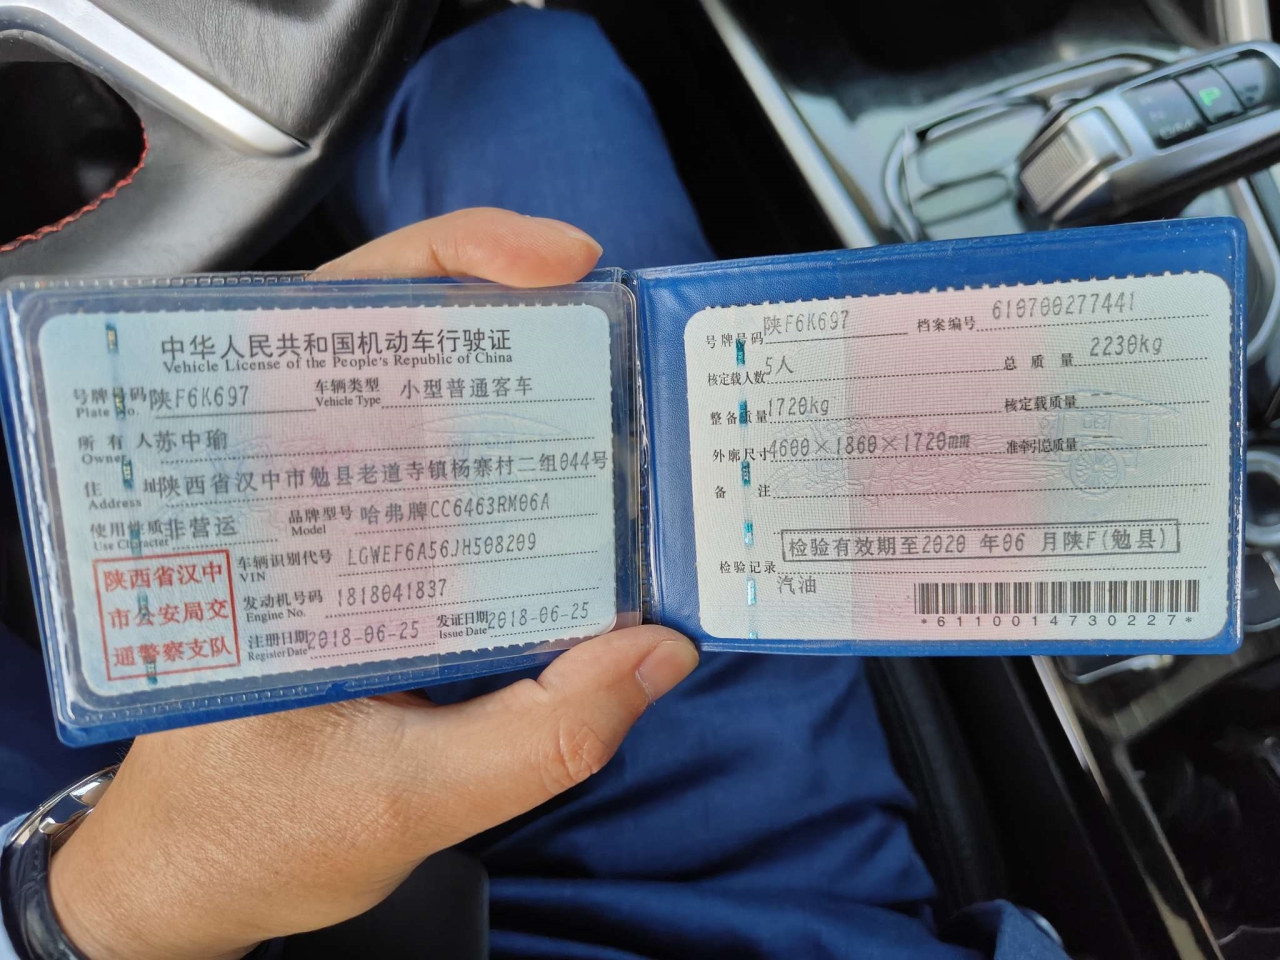 中华人民共和国机动车行驶证
Vehicle License of the People's Republic of China
号牌号码 陕F6K697 车辆类型 小型普通客车
Plate No. Vehicle Type
所有人 苏中瑜
Owner
住址 陕西省汉中市勉县老道寺镇杨寨村二组044号
Address
使用性质 非营运 品牌型号 哈弗牌CC6463RM06A
Use Character Model
陕西省汉中
市公安局交
通警察支队
车辆识别代号 LGWEF6A56JH508209
VIN
发动机号码 1818041837
Engine No.
注册日期 2018-06-25 发证日期 2018-06-25
Register Date Issue Date
号牌号码 陕F6K697 档案编号 610700277441
核定载人数 5人 总质量 2230kg
整备质量 1720kg 核定载质量
外廓尺寸 4600×1860×1720mm 准牵引总质量
备注
检验有效期至2020 年06 月陕F(勉县)
检验记录
汽油
*6110014730227*
P